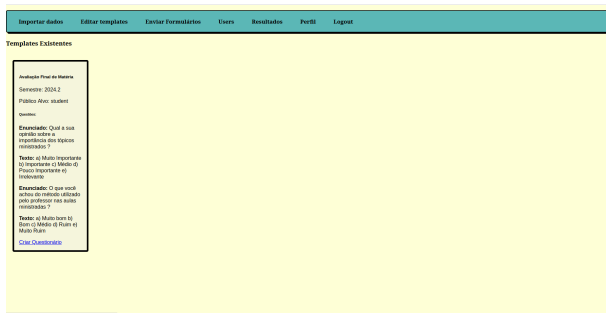 Importar dados Editar templates Enviar Formulários Users Resultados Perfil Logout
Templates Existentes
Avaliação Final de Matéria
Semestre: 2024.2
Público Alvo: student
Questões:
Enunciado: Qual a sua
opinião sobre a
importância dos tópicos
ministrados ?
Texto: a) Muito Importante
b) Importante c) Médio d)
Pouco Importante e)
Irrelevante
Enunciado: O que você
achou do método utilizado
pelo professor nas aulas
ministradas ?
Texto: a) Muito bom b)
Bom c) Médio d) Ruim e)
Muito Ruim
Criar Questionário